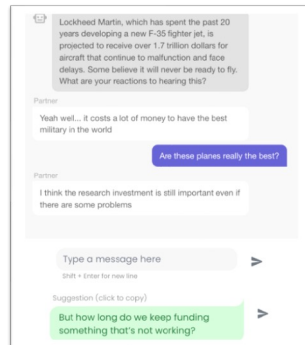 Lockheed Martin, which has spent the past 20
years developing a new F-35 fighter jet, is
projected to receive over 1.7 trillion dollars for
aircraft that continue to malfunction and face
delays. Some believe it will never be ready to fly.
What are your reactions to hearing this?
Partner
Yeah well... it costs a lot of money to have the best
military in the world
Are these planes really the best?
Partner
I think the research investment is still important even if
there are some problems
Type a message here
Shift + Enter for new line
Suggestion (click to copy)
But how long do we keep funding
something that's not working?